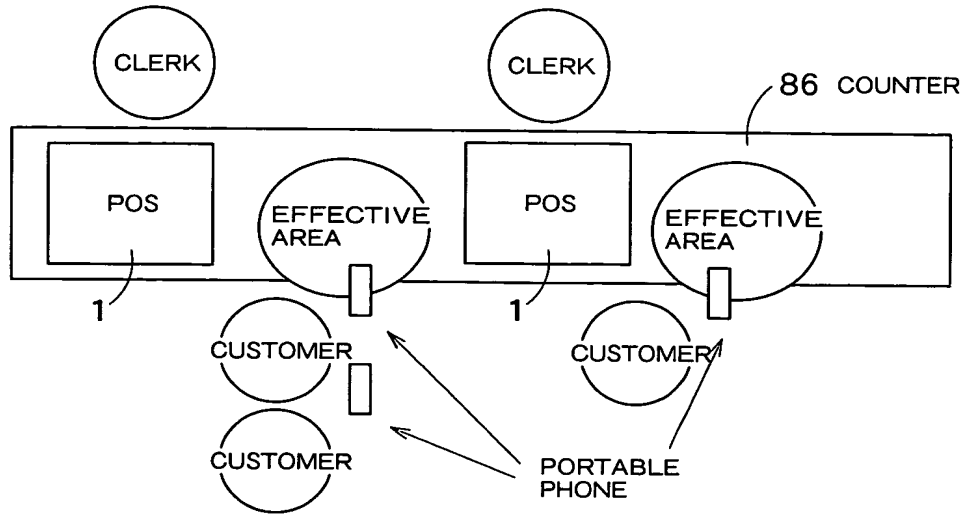 CLERK
CLERK
86 COUNTER
POS
EFFECTIVE
AREA
POS
EFFECTIVE
AREA
1
1
CUSTOMER
CUSTOMER
CUSTOMER
PORTABLE
PHONE